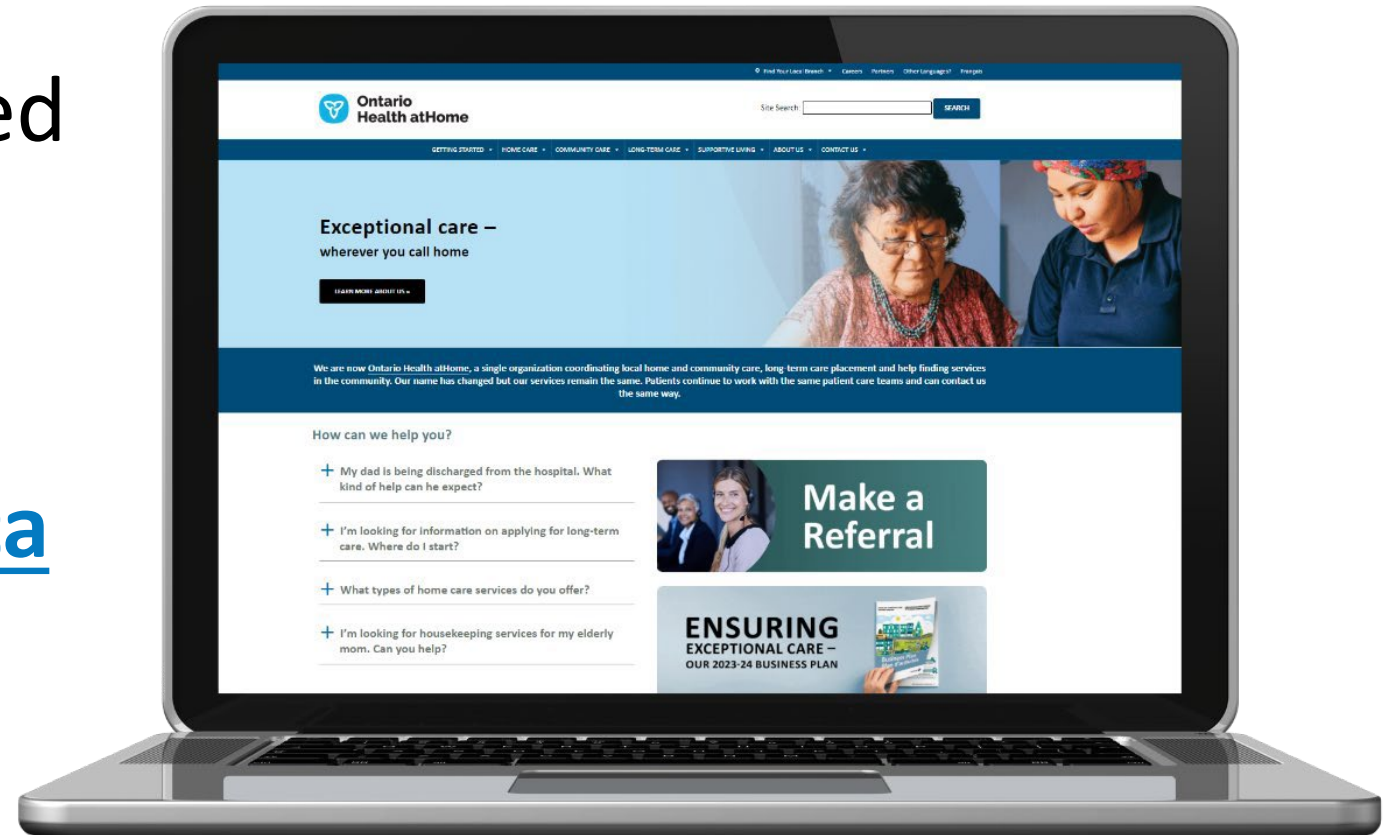 ed
ca
Find Your Local Branch Careers Partners Other Languages? Français
Ontario
Health atHome
Site Search:
SEARCH
GETTING STARTED HOME CARE COMMUNITY CARE LONG-TERM CARE SUPPORTIVE LIVING ABOUT US CONTACT US
Exceptional care –
wherever you call home
LEARN MORE ABOUT US »
We are now Ontario Health atHome, a single organization coordinating local home and community care, long-term care placement and help finding services
in the community. Our name has changed but our services remain the same. Patients continue to work with the same patient care teams and can contact us
the same way.
How can we help you?
My dad is being discharged from the hospital. What
kind of help can he expect?
I'm looking for information on applying for long-term
care. Where do I start?
What types of home care services do you offer?
I'm looking for housekeeping services for my elderly
mom. Can you help?
Make a
Referral
ENSURING
EXCEPTIONAL CARE –
OUR 2023-24 BUSINESS PLAN
Business Plan
Plan d'activités